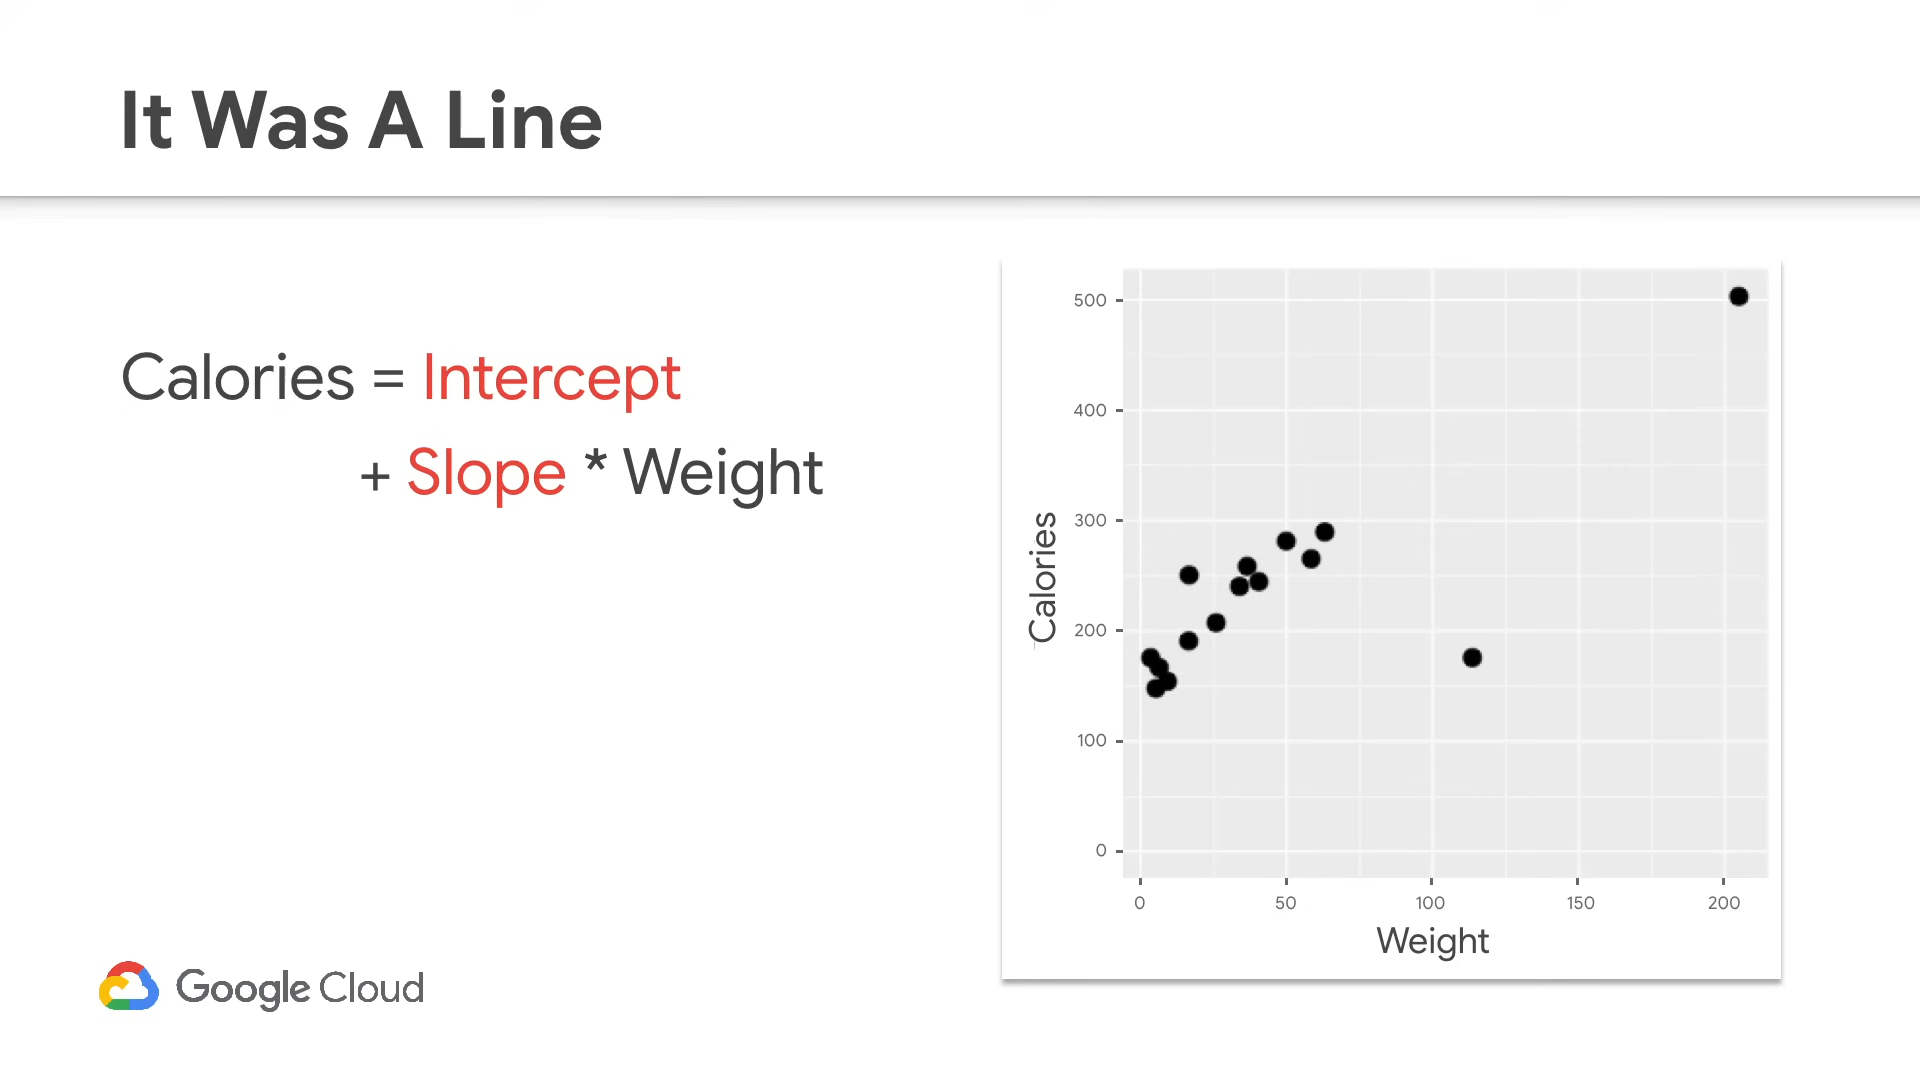 It Was A Line
Calories = Intercept
+ Slope * Weight
500
400
300
200
100
0
Calories
0 50 100 150 200
Weight
Google Cloud